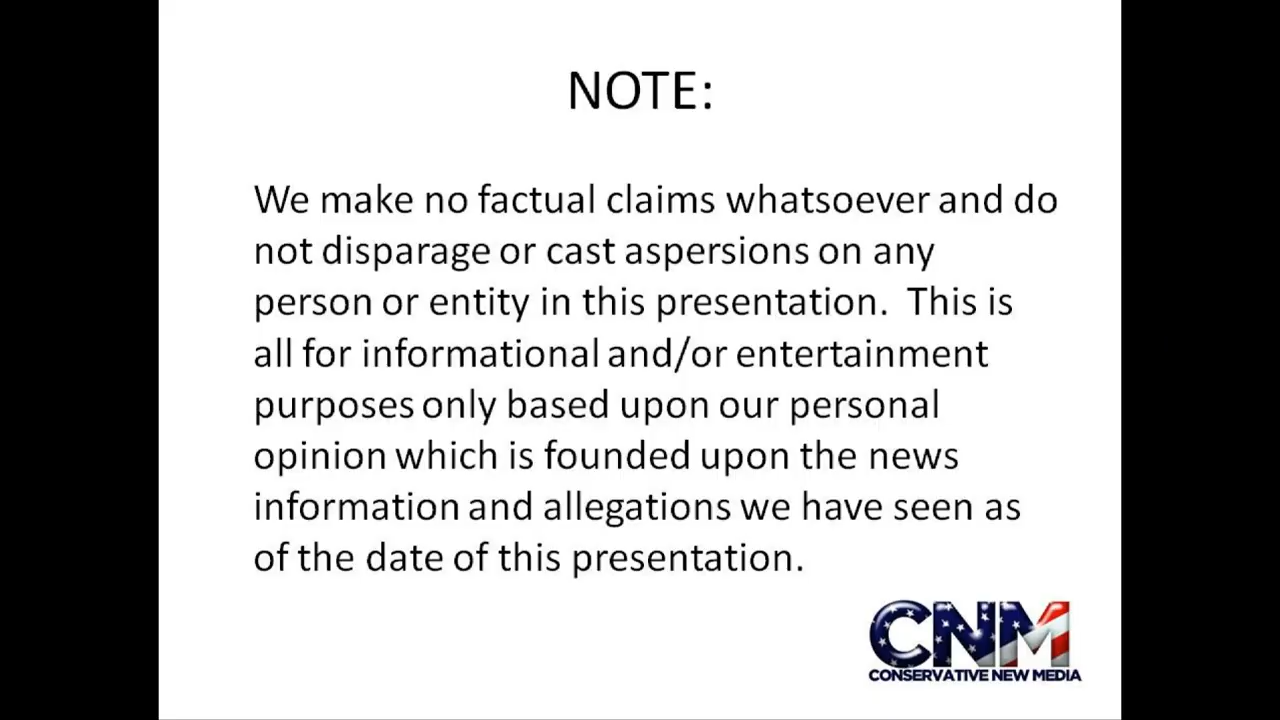 NOTE:
We make no factual claims whatsoever and do
not disparage or cast aspersions on any
person or entity in this presentation.  This is
all for informational and/or entertainment
purposes only based upon our personal
opinion which is founded upon the news
information and allegations we have seen as
of the date of this presentation.
CNM
CONSERVATIVE NEW MEDIA